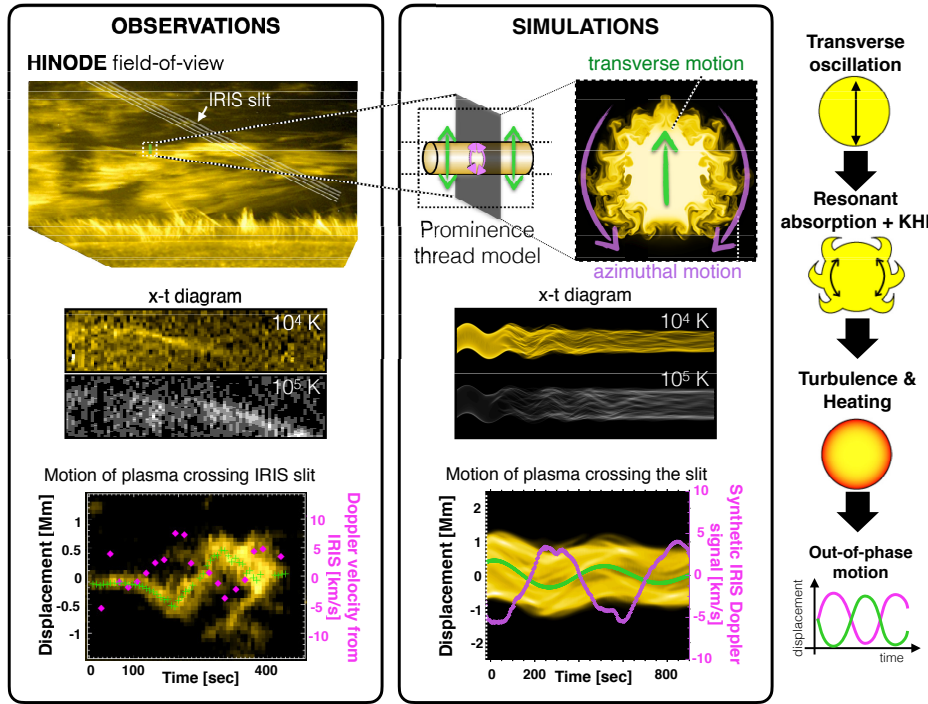 OBSERVATIONS
HINODE field-of-view
IRIS slit
x-t diagram
10⁴ K
10⁵ K
Motion of plasma crossing IRIS slit
Displacement [Mm]
1
0.5
0
-0.5
-1
Doppler velocity from
IRIS [km/s]
10
5
0
-5
-10
0
200
400
Time [sec]
SIMULATIONS
transverse motion
Prominence
thread model
azimuthal motion
x-t diagram
10⁴ K
10⁵ K
Motion of plasma crossing the slit
Displacement [Mm]
2
1
0
-1
-2
Synthetic IRIS Doppler
signal [km/s]
10
5
0
-5
-10
0
200
400
600
800
Time [sec]
Transverse
oscillation
Resonant
absorption + KHI
Turbulence &
Heating
Out-of-phase
motion
displacement
time